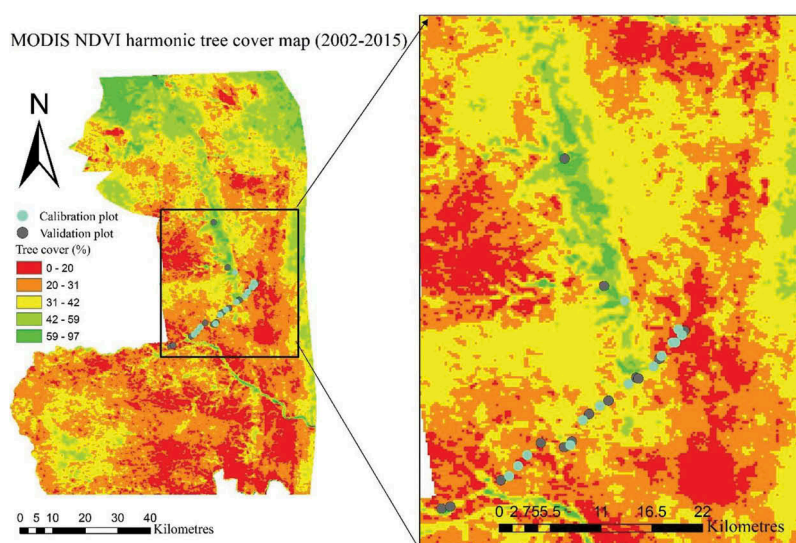 MODIS NDVI harmonic tree cover map (2002-2015)
N
Calibration plot
Validation plot
Tree cover (%)
0 - 20
20 - 31
31 - 42
42 - 59
59 - 97
0 5 10 20 30 40
Kilometres
0 2.75 5.5 11 16.5 22
Kilometres